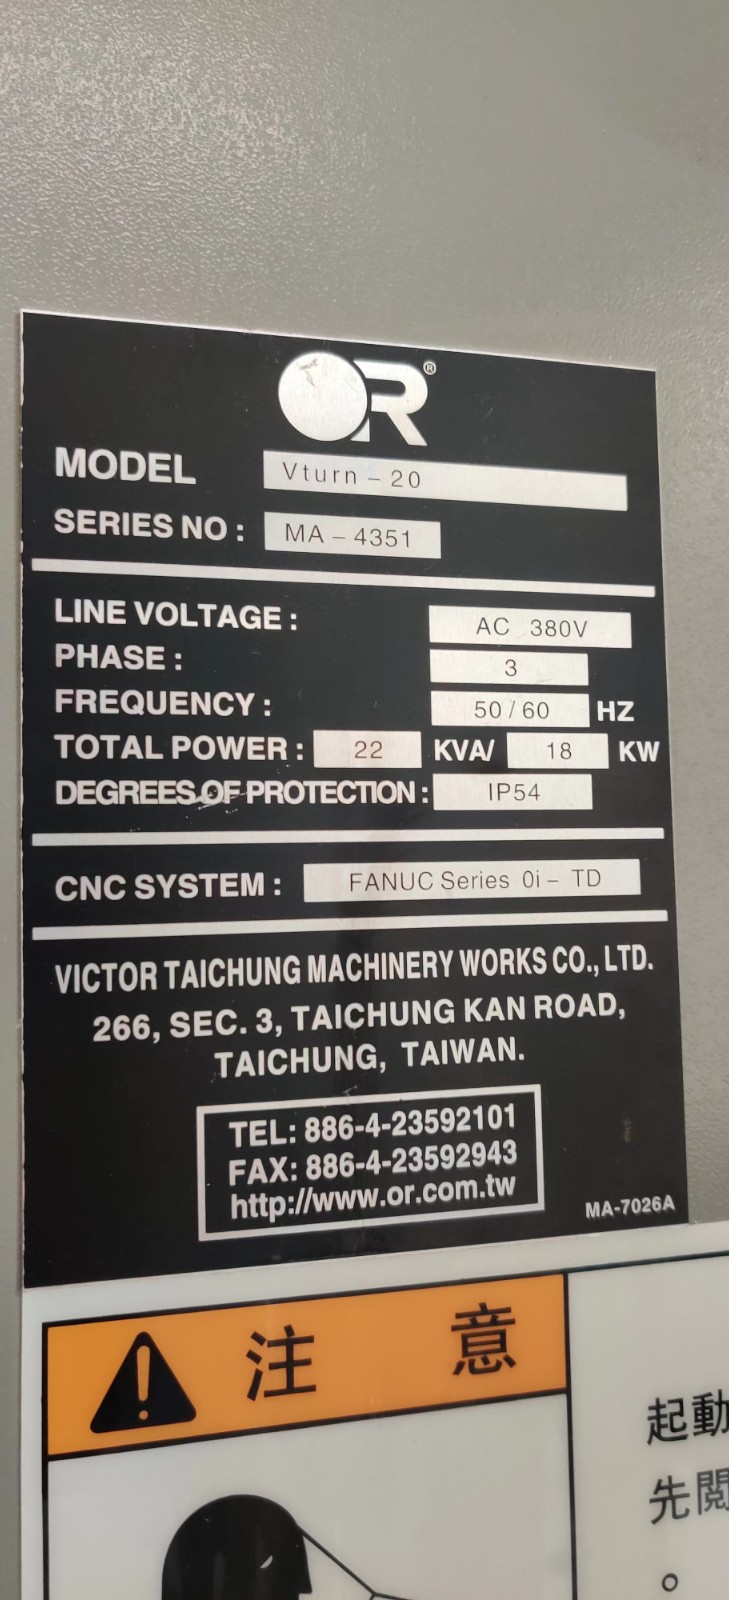 OR®
MODEL Vturn - 20
SERIES NO : MA - 4351
LINE VOLTAGE : AC 380V
PHASE : 3
FREQUENCY : 50 / 60 HZ
TOTAL POWER : 22 KVA/ 18 KW
DEGREES OF PROTECTION : IP54
CNC SYSTEM : FANUC Series 0i - TD
VICTOR TAICHUNG MACHINERY WORKS CO., LTD.
266, SEC. 3, TAICHUNG KAN ROAD,
TAICHUNG, TAIWAN.
TEL: 886-4-23592101
FAX: 886-4-23592943
http://www.or.com.tw
MA-7026A
注 意
起動
先閱
。